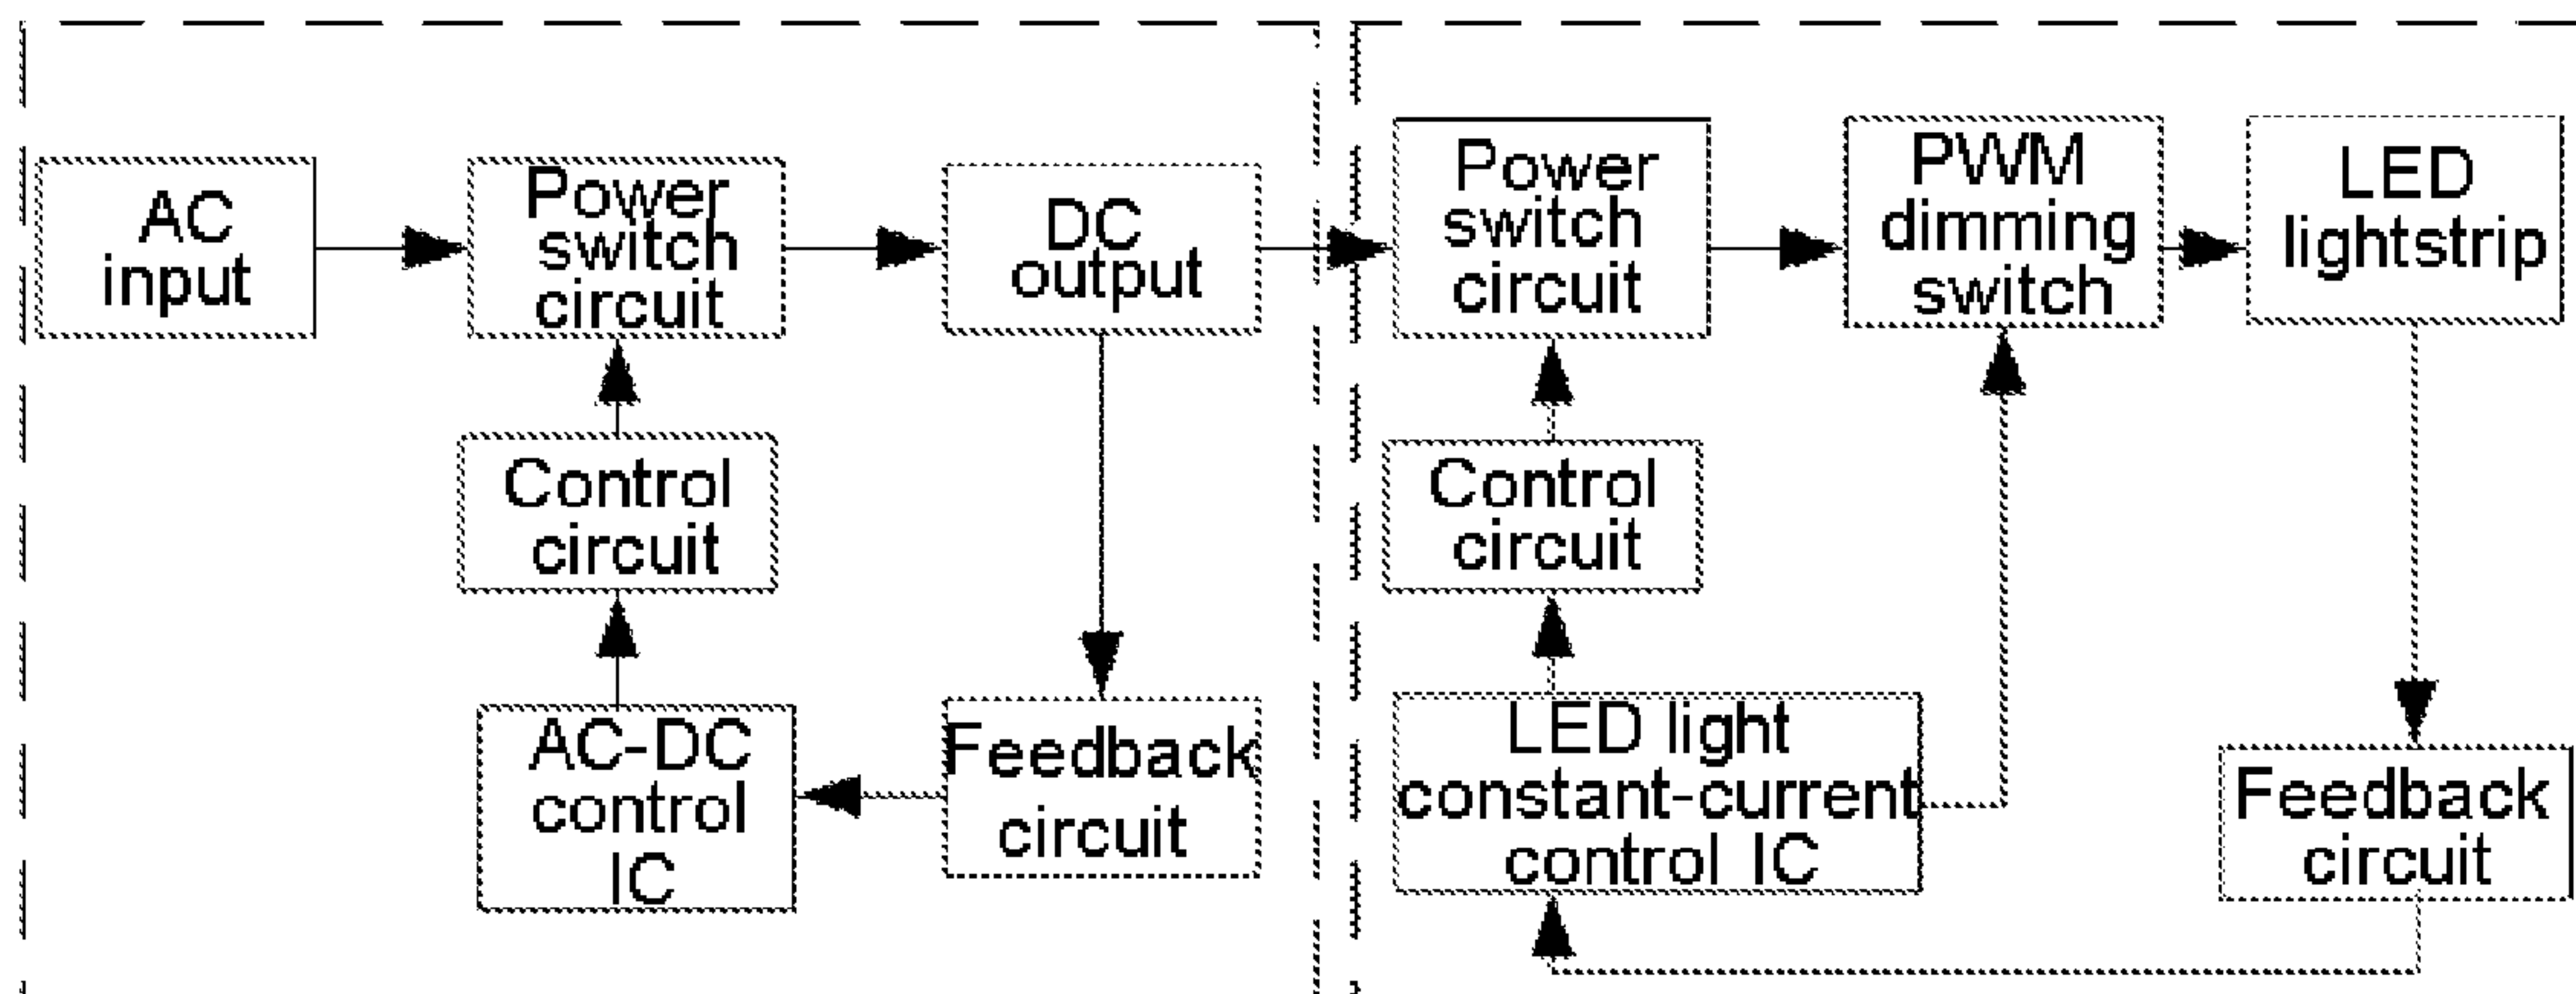 AC
input
Power
switch
circuit
DC
output
Power
switch
circuit
PWM
dimming
switch
LED
lightstrip
Control
circuit
Control
circuit
AC-DC
control
IC
Feedback
circuit
LED light
constant-current
control IC
Feedback
circuit